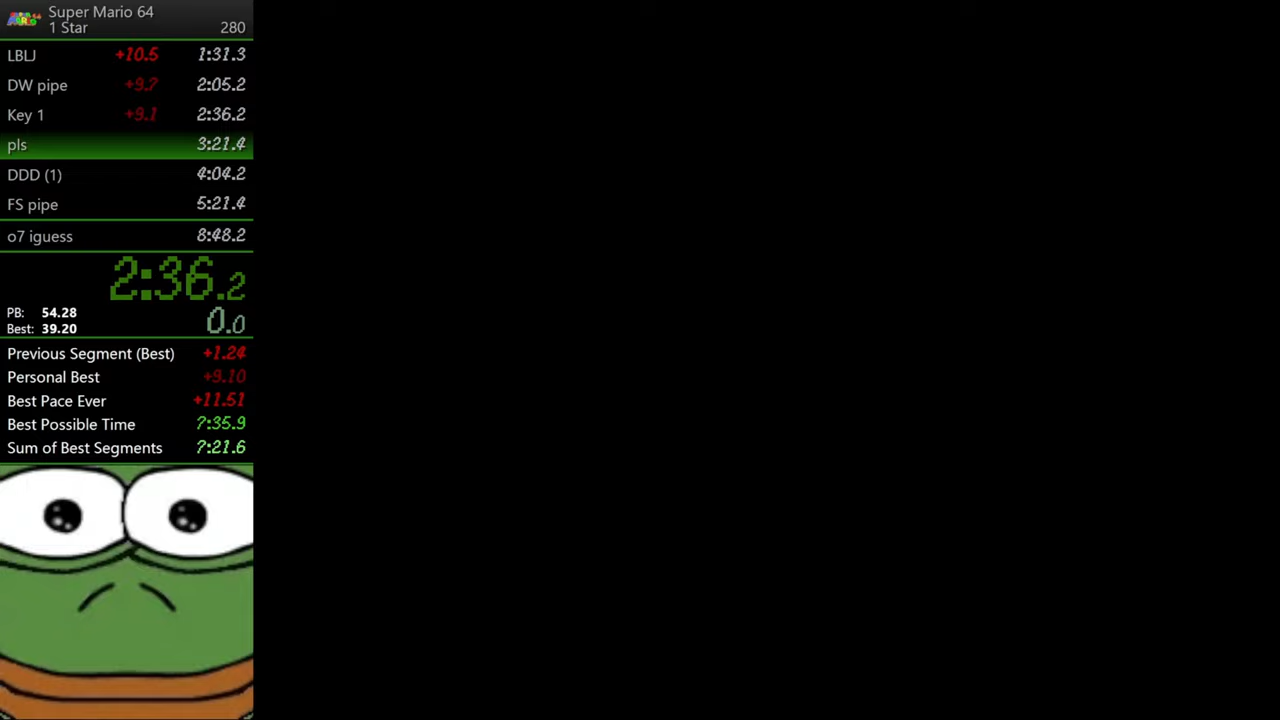 Super Mario 64
1 Star 280
LBLJ +10.5 1:31.3
DW pipe +9.7 2:05.2
Key 1 +9.1 2:36.2
pls 3:21.4
DDD (1) 4:04.2
FS pipe 5:21.4
o7 iguess 8:48.2
2:36.2
PB: 54.28
0.0
Best: 39.20
Previous Segment (Best) +1.24
Personal Best +9.10
Best Pace Ever +11.51
Best Possible Time 7:35.9
Sum of Best Segments 7:21.6